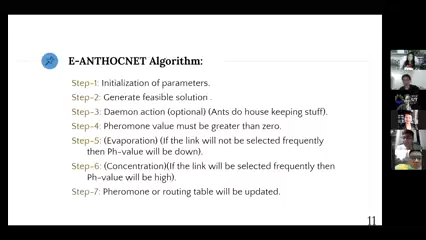 E-ANTHOCNET Algorithm:
Step-1: Initialization of parameters.
Step-2: Generate feasible solution .
Step-3: Daemon action (optional) (Ants do house keeping stuff).
Step-4: Pheromone value must be greater than zero.
Step-5: (Evaporation) (If the link will not be selected frequently
then Ph-value will be down).
Step-6: (Concentration)(If the link will be selected frequently then
Ph-value will be high).
Step-7: Pheromone or routing table will be updated.
11